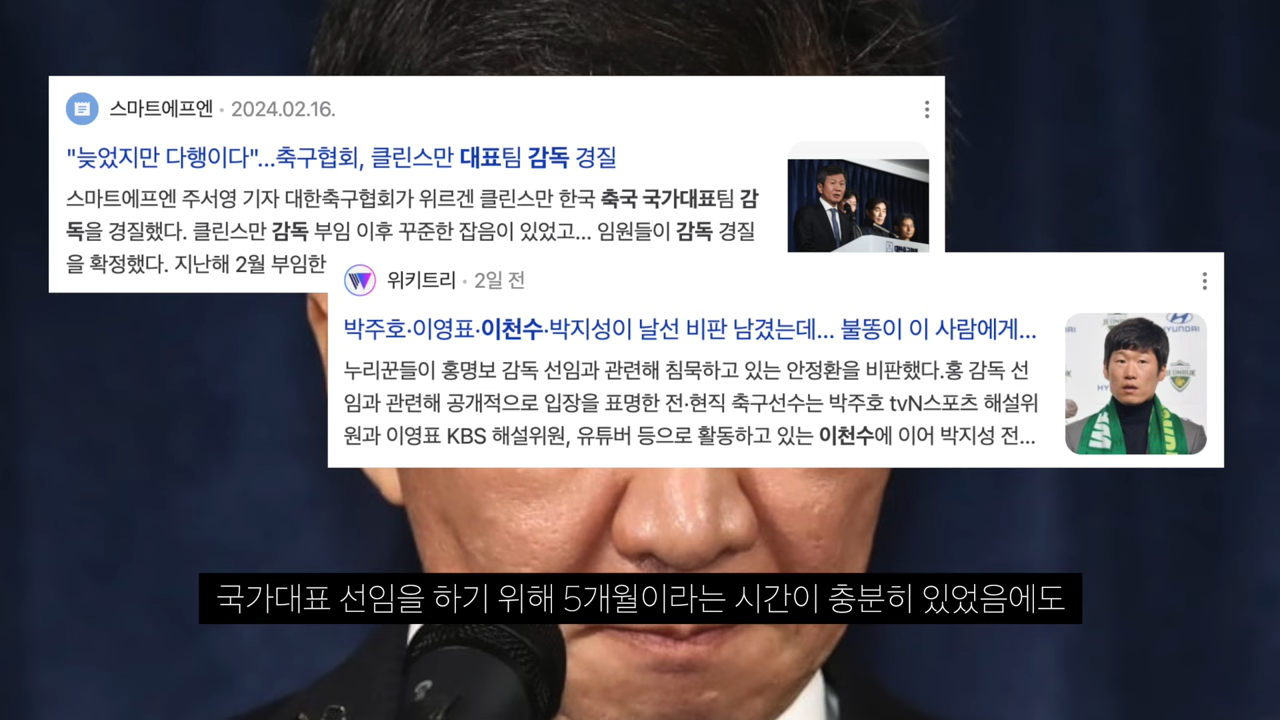 스마트에프엔 · 2024.02.16.
"늦었지만 다행이다"...축구협회, 클린스만 대표팀 감독 경질
스마트에프엔 주서영 기자 대한축구협회가 위르겐 클린스만 한국 축국 국가대표팀 감
독을 경질했다. 클린스만 감독 부임 이후 꾸준한 잡음이 있었고... 임원들이 감독 경질
을 확정했다. 지난해 2월 부임한
위키트리 · 2일 전
박주호·이영표·이천수·박지성이 날선 비판 남겼는데... 불똥이 이 사람에게...
누리꾼들이 홍명보 감독 선임과 관련해 침묵하고 있는 안정환을 비판했다.홍 감독 선
임과 관련해 공개적으로 입장을 표명한 전·현직 축구선수는 박주호 tvN스포츠 해설위
원과 이영표 KBS 해설위원, 유튜버 등으로 활동하고 있는 이천수에 이어 박지성 전...
HYUNDAI
국가대표 선임을 하기 위해 5개월이라는 시간이 충분히 있었음에도